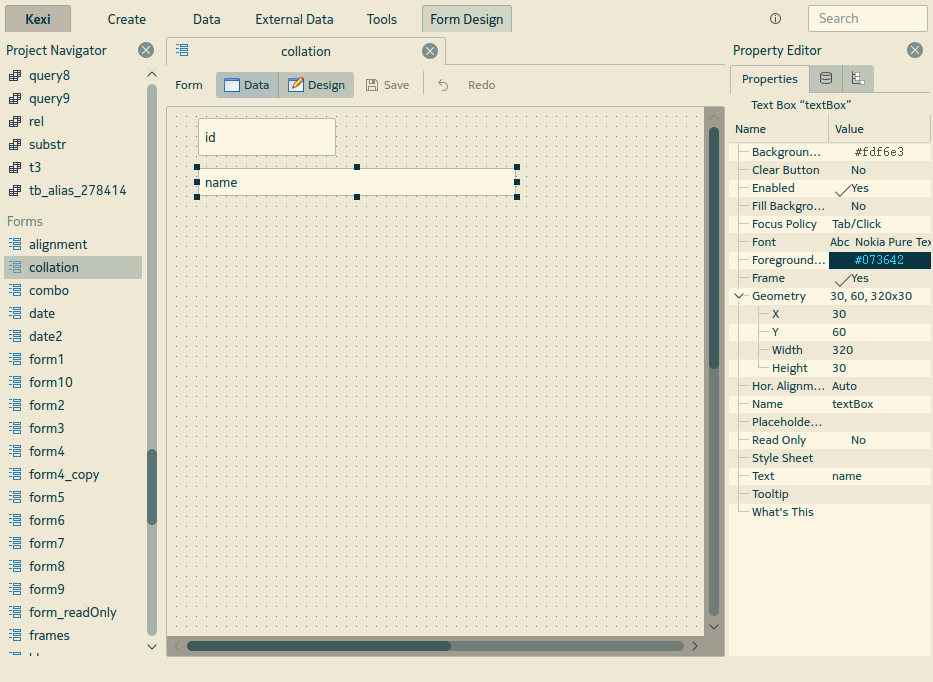 Kexi Create Data External Data Tools Form Design Search
Project Navigator
query8
query9
rel
substr
t3
tb_alias_278414
Forms
alignment
collation
combo
date
date2
form1
form10
form2
form3
form4
form4_copy
form5
form6
form7
form8
form9
form_readOnly
frames
collation
Form Data Design Save Redo
id
name
Property Editor
Properties
Text Box “textBox”
Name Value
Backgroun... #fdf6e3
Clear Button No
Enabled Yes
Fill Backgro... No
Focus Policy Tab/Click
Font Abc Nokia Pure Tex
Foreground... #073642
Frame Yes
Geometry 30, 60, 320x30
X 30
Y 60
Width 320
Height 30
Hor. Alignm... Auto
Name textBox
Placeholde...
Read Only No
Style Sheet
Text name
Tooltip
What's This